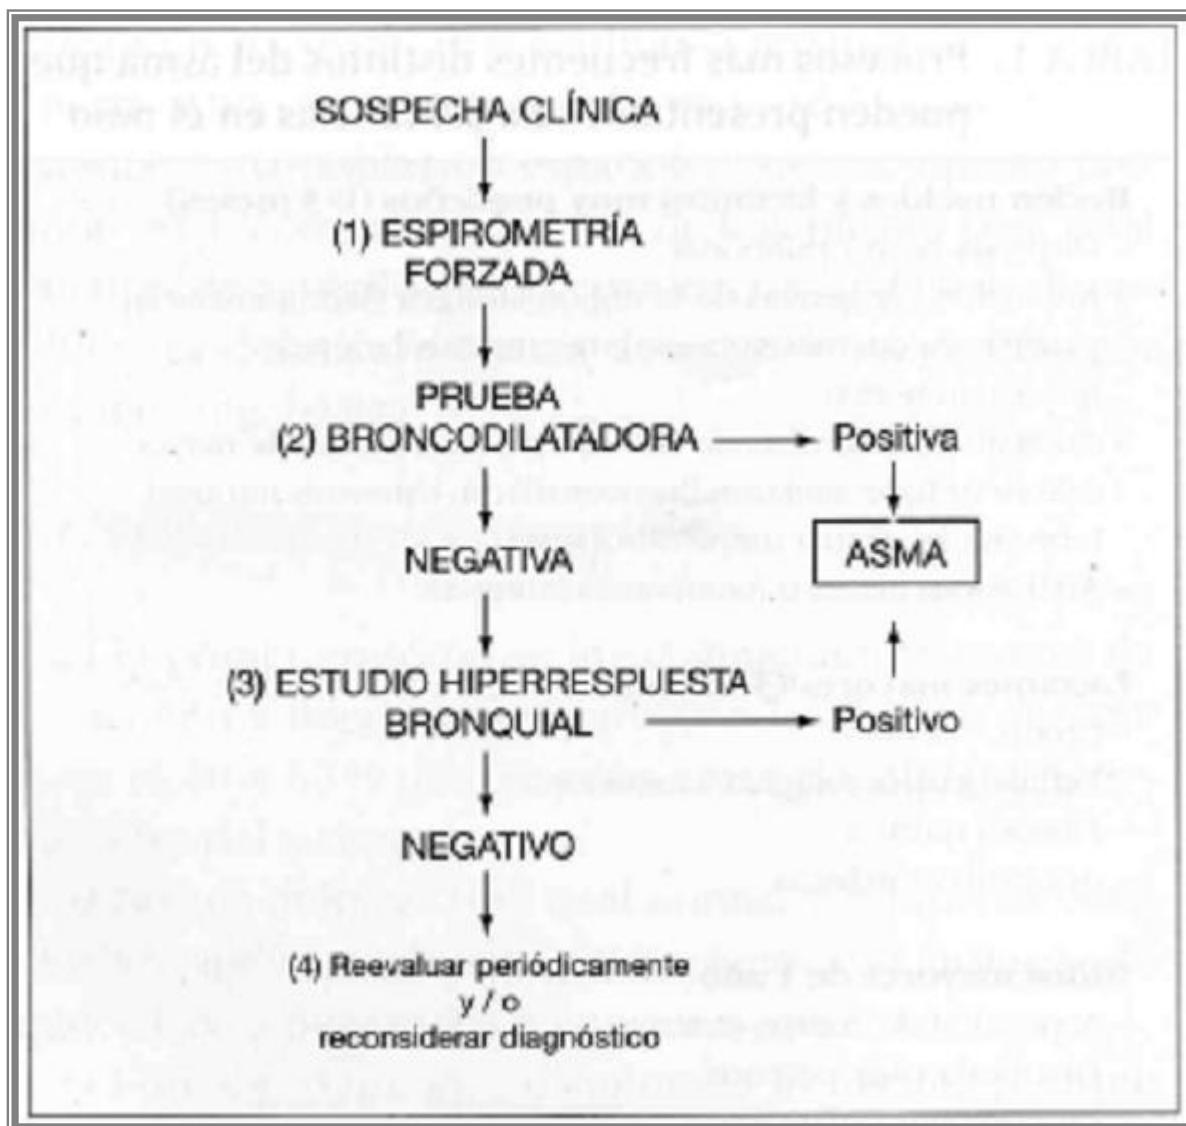 SOSPECHA CLÍNICA
(1) ESPIROMETRÍA
FORZADA
PRUEBA
(2) BRONCODILATADORA
Positiva
NEGATIVA
ASMA
(3) ESTUDIO HIPERRESPUESTA
BRONQUIAL
Positivo
NEGATIVO
(4) Reevaluar periódicamente
y / o
reconsiderar diagnóstico